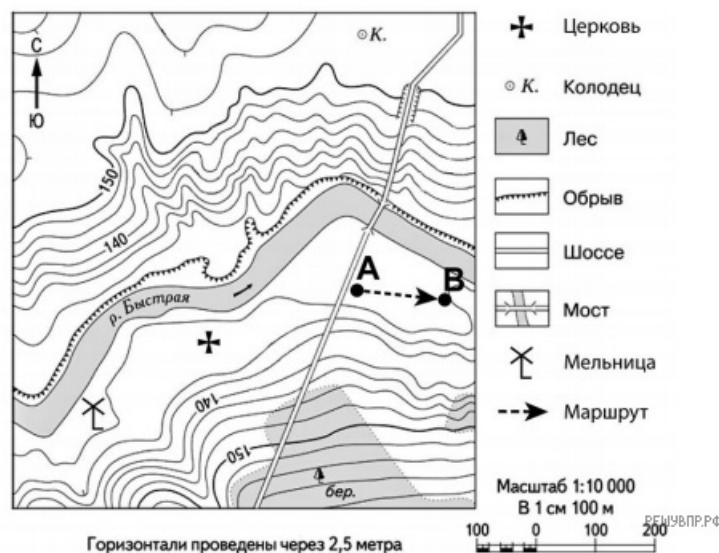 С
Ю
К.
150
140
р. Быстрая
А
В
140
150
бер.
Церковь
К. Колодец
Лес
Обрыв
Шоссе
Мост
Мельница
Маршрут
Масштаб 1:10 000
В 1 см 100 м
РЕШУВПР.РФ
100 0 100 200
Горизонтали проведены через 2,5 метра